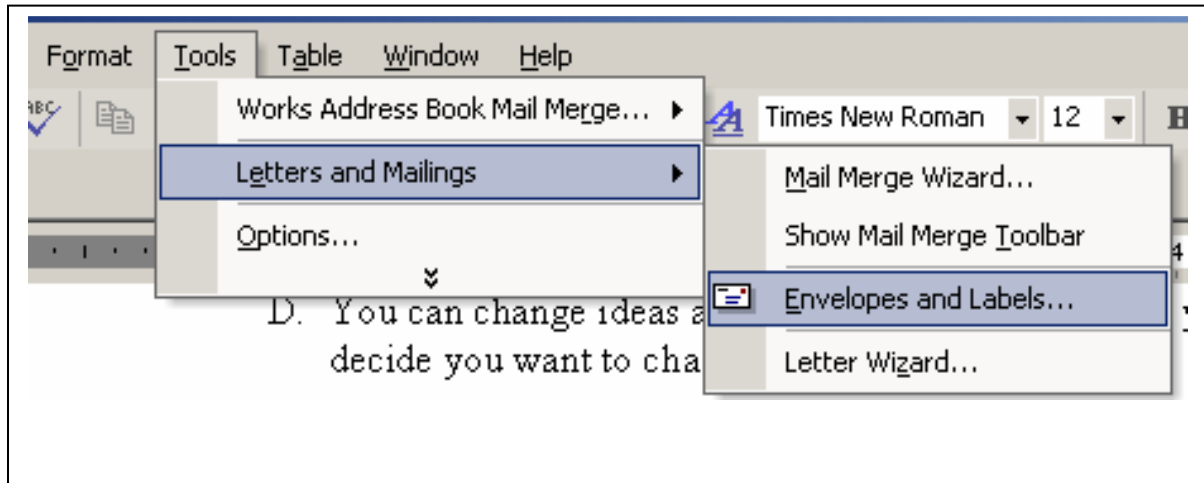 Format Tools Table Window Help
ABC Times New Roman 12
Works Address Book Mail Merge...
Letters and Mailings
Options...
Mail Merge Wizard...
Show Mail Merge Toolbar
Envelopes and Labels...
Letter Wizard...
4
D. You can change ideas a
decide you want to cha